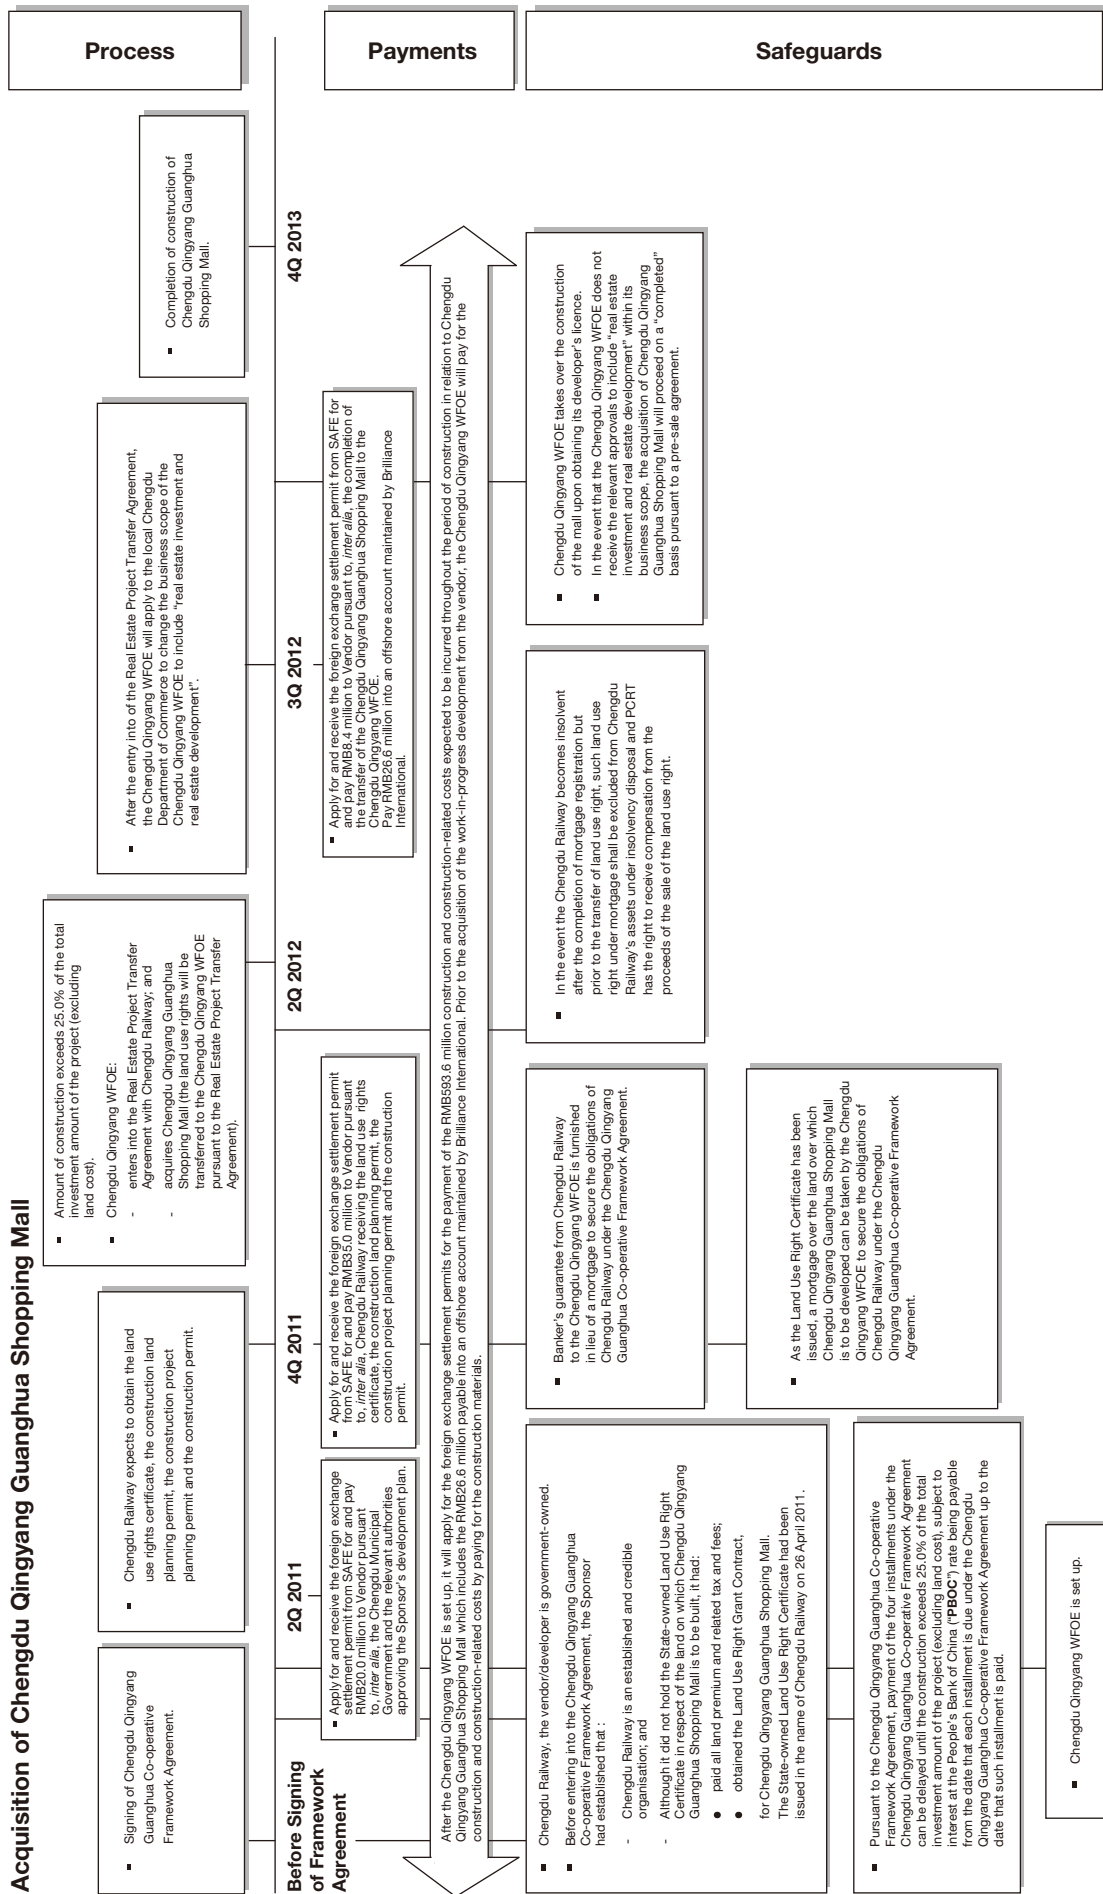 Acquisition of Chengdu Qingyang Guanghua Shopping Mall
Process
▪ Signing of Chengdu Qingyang
Guanghua Co-operative
Framework Agreement.
▪ Chengdu Railway expects to obtain the land
use rights certificate, the construction land
planning permit, the construction project
planning permit and the construction permit.
▪ Amount of construction exceeds 25.0% of the total
investment amount of the project (excluding
land cost).
▪ Chengdu Qingyang WFOE:
- enters into the Real Estate Project Transfer
Agreement with Chengdu Railway; and
- acquires Chengdu Qingyang Guanghua
Shopping Mall (the land use rights will be
transferred to the Chengdu Qingyang WFOE
pursuant to the Real Estate Project Transfer
Agreement).
▪ After the entry into of the Real Estate Project Transfer Agreement,
the Chengdu Qingyang WFOE will apply to the local Chengdu
Department of Commerce to change the business scope of the
Chengdu Qingyang WFOE to include “real estate investment and
real estate development”.
▪ Completion of construction of
Chengdu Qingyang Guanghua
Shopping Mall.
Before Signing
of Framework
Agreement
2Q 2011
4Q 2011
2Q 2012
3Q 2012
4Q 2013
Payments
▪ Apply for and receive the foreign exchange
settlement permit from SAFE for and pay
RMB20.0 million to Vendor pursuant
to, inter alia, the Chengdu Municipal
Government and the relevant authorities
approving the Sponsor’s development plan.
▪ Apply for and receive the foreign exchange settlement permit
from SAFE for and pay RMB35.0 million to Vendor pursuant
to, inter alia, Chengdu Railway receiving the land use rights
certificate, the construction land planning permit, the
construction project planning permit and the construction
permit.
▪ Apply for and receive the foreign exchange settlement permit from SAFE for
and pay RMB8.4 million to Vendor pursuant to, inter alia, the completion of
the transfer of the Chengdu Qingyang Guanghua Shopping Mall to the
Chengdu Qingyang WFOE.
Pay RMB26.6 million into an offshore account maintained by Brilliance
International.
After the Chengdu Qingyang WFOE is set up, it will apply for the foreign exchange settlement permits for the payment of the RMB593.6 million construction and construction-related costs expected to be incurred throughout the period of construction in relation to Chengdu
Qingyang Guanghua Shopping Mall which includes the RMB26.6 million payable into an offshore account maintained by Brilliance International. Prior to the acquisition of the work-in-progress development from the vendor, the Chengdu Qingyang WFOE will pay for the
construction and construction-related costs by paying for the construction materials.
Safeguards
▪ Chengdu Railway, the vendor/developer is government-owned.
▪ Before entering into the Chengdu Qingyang Guanghua
Co-operative Framework Agreement, the Sponsor
had established that :
- Chengdu Railway is an established and credible
organisation; and
- Although it did not hold the State-owned Land Use Right
Certificate in respect of the land on which Chengdu Qingyang
Guanghua Shopping Mall is to be built, it had:
● paid all land premium and related tax and fees;
● obtained the Land Use Right Grant Contract,
for Chengdu Qingyang Guanghua Shopping Mall.
The State-owned Land Use Right Certificate had been
issued in the name of Chengdu Railway on 26 April 2011.
▪ Pursuant to the Chengdu Qingyang Guanghua Co-operative
Framework Agreement, payment of the four installments under the
Chengdu Qingyang Guanghua Co-operative Framework Agreement
can be delayed until the construction exceeds 25.0% of the total
investment amount of the project (excluding land cost), subject to
interest at the People’s Bank of China (“PBOC”) rate being payable
from the date that each installment is due under the Chengdu
Qingyang Guanghua Co-operative Framework Agreement up to the
date that such installment is paid.
▪ Chengdu Qingyang WFOE is set up.
▪ Banker’s guarantee from Chengdu Railway
to the Chengdu Qingyang WFOE is furnished
in lieu of a mortgage to secure the obligations of
Chengdu Railway under the Chengdu Qingyang
Guanghua Co-operative Framework Agreement.
▪ As the Land Use Right Certificate has been
issued, a mortgage over the land over which
Chengdu Qingyang Guanghua Shopping Mall
is to be developed can be taken by the Chengdu
Qingyang WFOE to secure the obligations of
Chengdu Railway under the Chengdu
Qingyang Guanghua Co-operative Framework
Agreement.
▪ In the event the Chengdu Railway becomes insolvent
after the completion of mortgage registration but
prior to the transfer of land use right, such land use
right under mortgage shall be excluded from Chengdu
Railway’s assets under insolvency disposal and PCRT
has the right to receive compensation from the
proceeds of the sale of the land use right.
▪ Chengdu Qingyang WFOE takes over the construction
of the mall upon obtaining its developer’s licence.
▪ In the event that the Chengdu Qingyang WFOE does not
receive the relevant approvals to include “real estate
investment and real estate development” within its
business scope, the acquisition of Chengdu Qingyang
Guanghua Shopping Mall will proceed on a “completed”
basis pursuant to a pre-sale agreement.